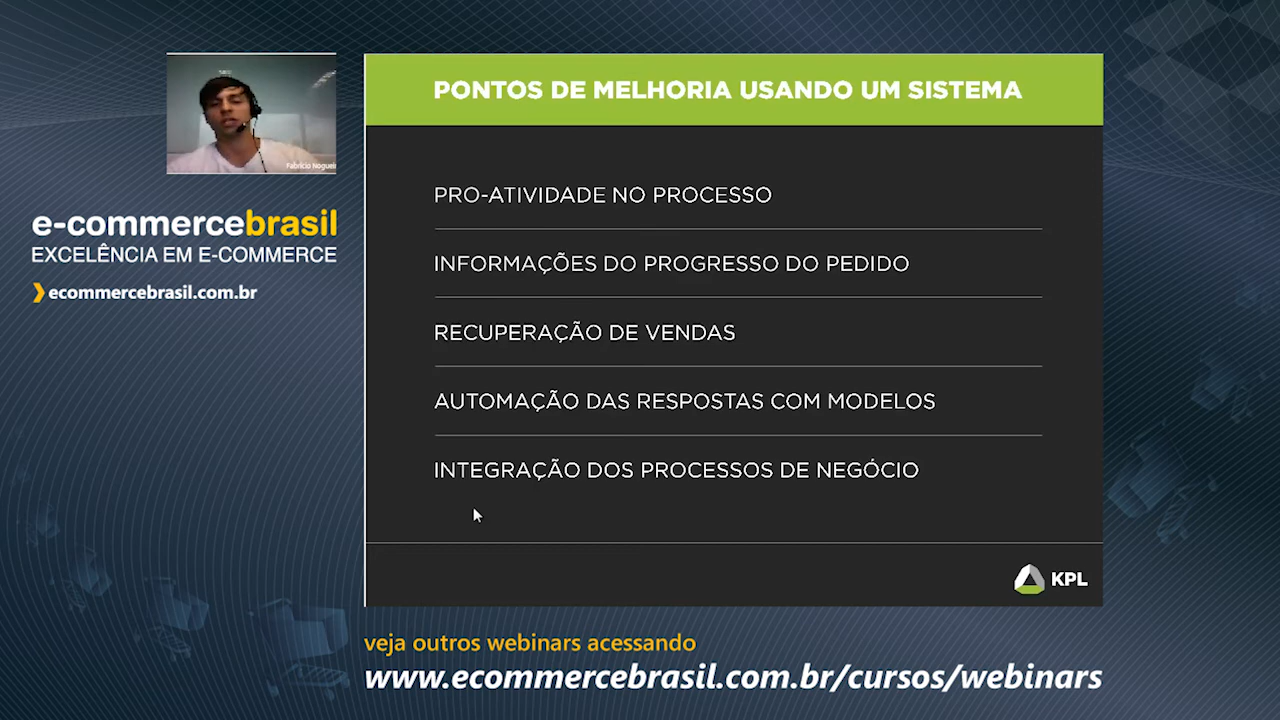 Fabricio Noguei
e-commercebrasil
EXCELÊNCIA EM E-COMMERCE
ecommercebrasil.com.br
PONTOS DE MELHORIA USANDO UM SISTEMA
PRO-ATIVIDADE NO PROCESSO
INFORMAÇÕES DO PROGRESSO DO PEDIDO
RECUPERAÇÃO DE VENDAS
AUTOMAÇÃO DAS RESPOSTAS COM MODELOS
INTEGRAÇÃO DOS PROCESSOS DE NEGÓCIO
KPL
veja outros webinars acessando
www.ecommercebrasil.com.br/cursos/webinars